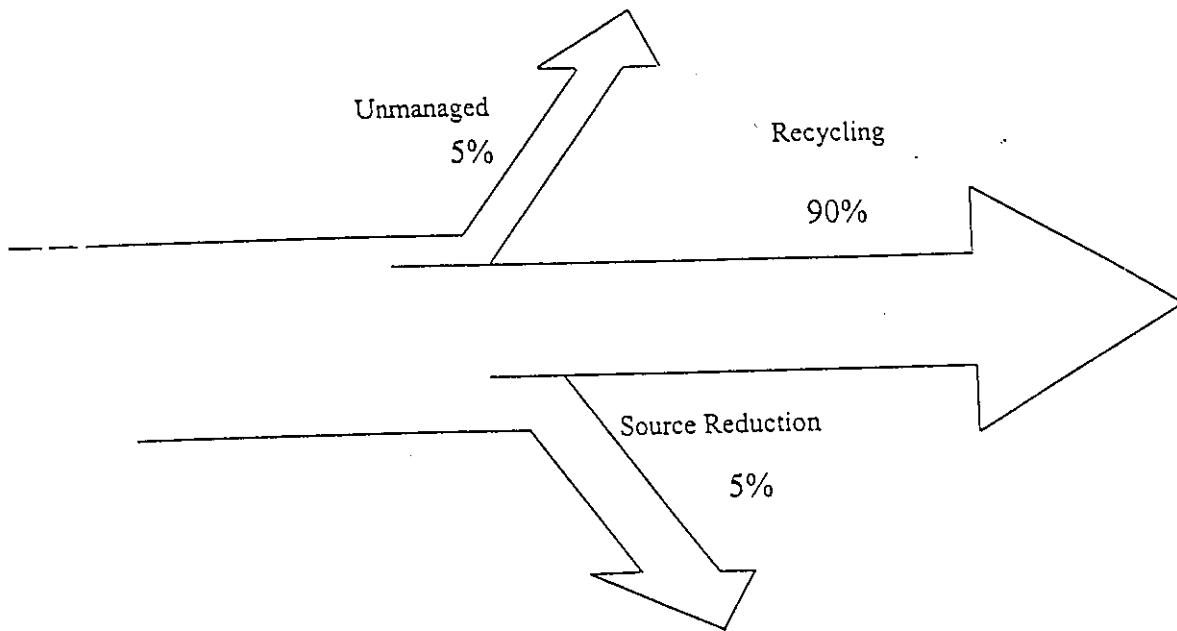 Unmanaged
5%
Recycling
90%
Source Reduction
5%